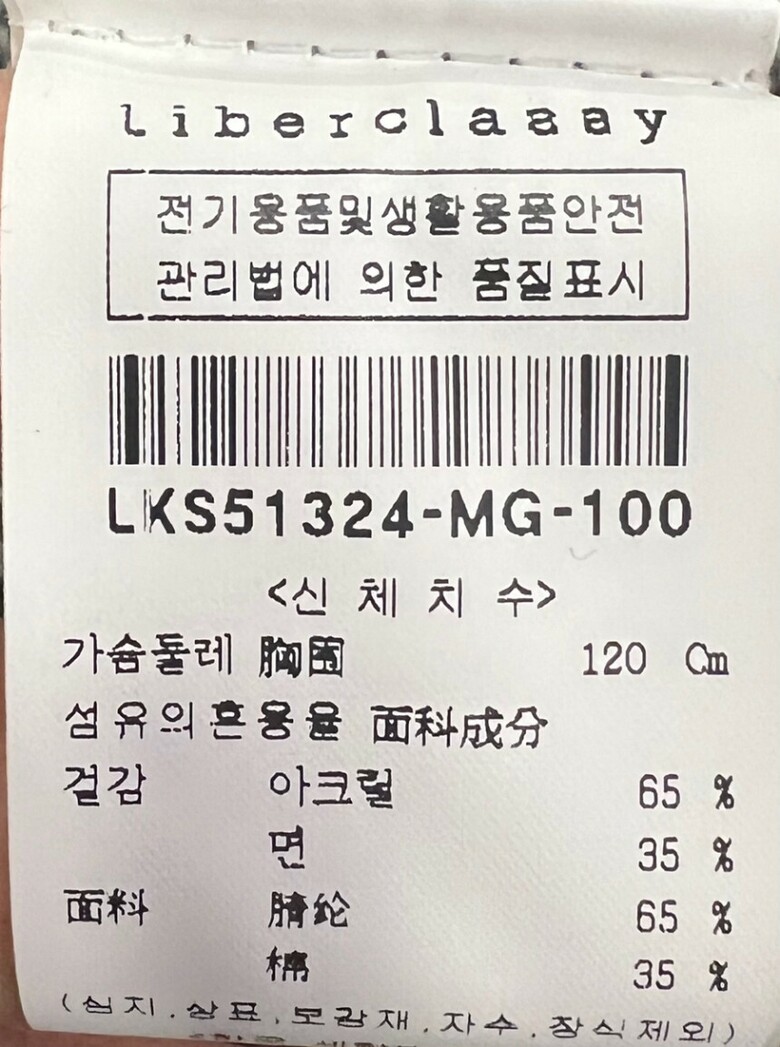 Liberclassy
전기용품및생활용품안전
관리법에 의한 품질표시
LKS51324-MG-100
<신 체 치 수>
가슴둘레 胸围 120 Cm
섬유의혼용율 面料成分
겉감 아크릴 65 %
면 35 %
面料 腈纶 65 %
棉 35 %
(심지.상표.보강재.자수.장식제외)